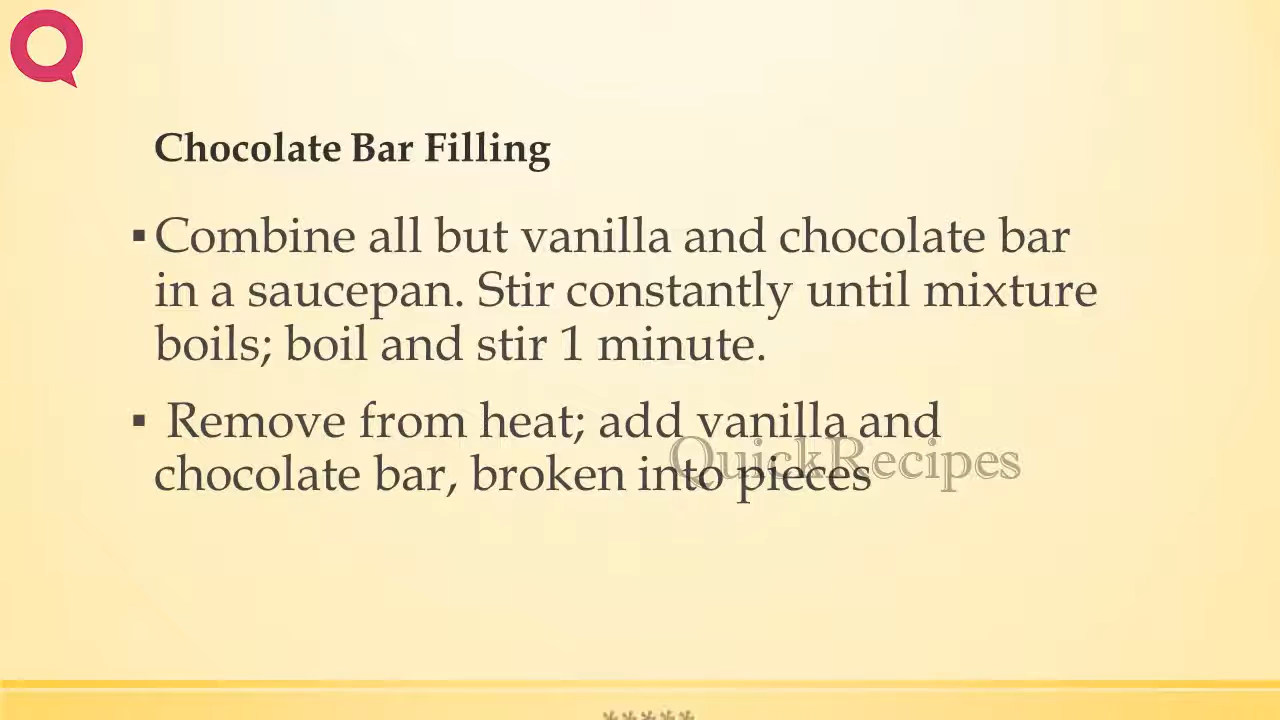 Chocolate Bar Filling
▪ Combine all but vanilla and chocolate bar
in a saucepan. Stir constantly until mixture
boils; boil and stir 1 minute.
▪ Remove from heat; add vanilla and
chocolate bar, broken into pieces
QuickRecipes
*****